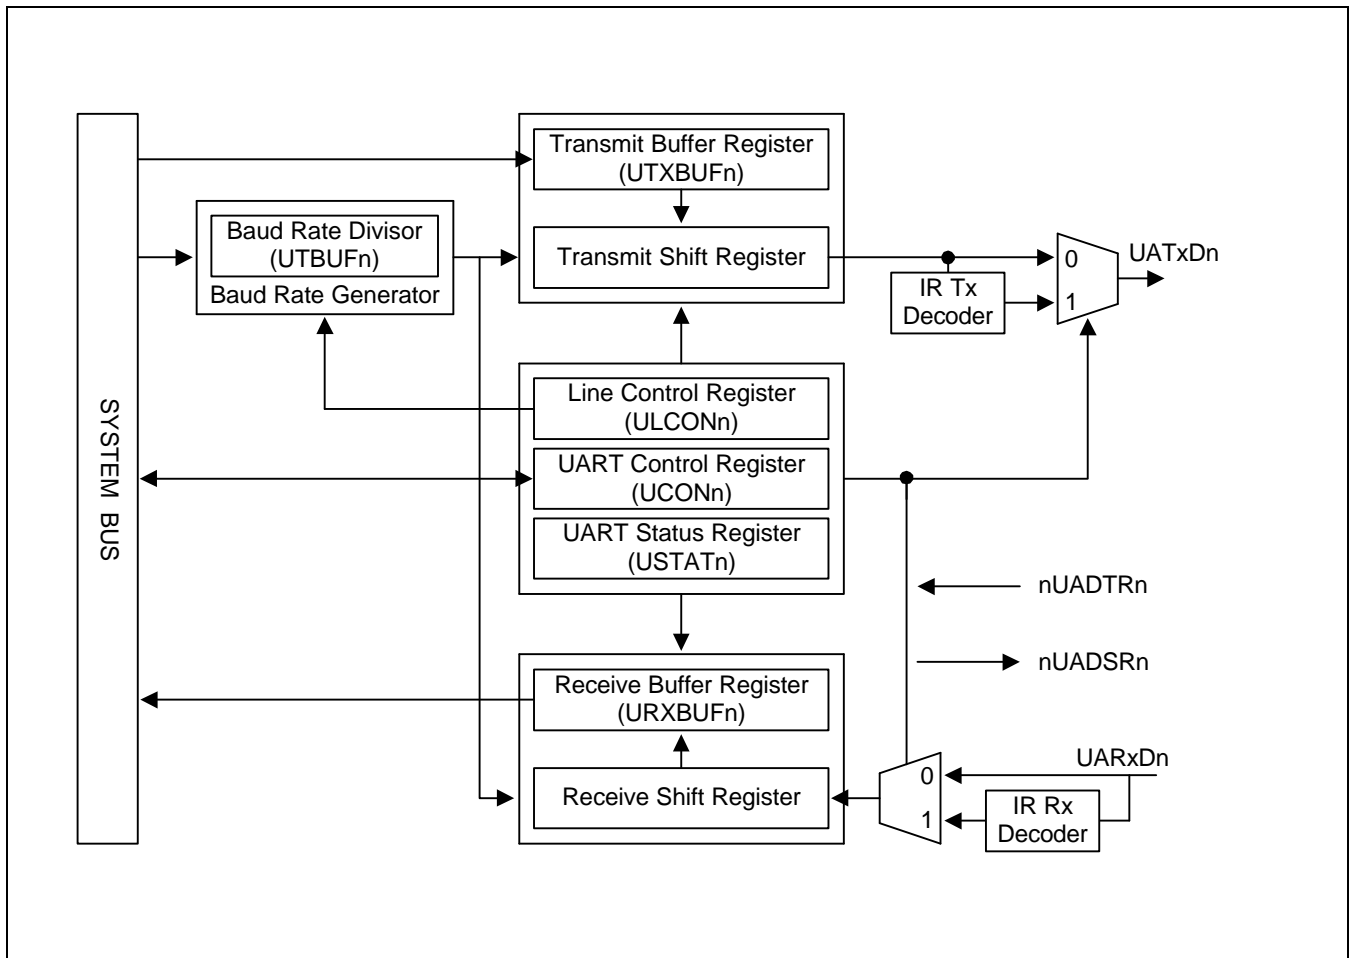 SYSTEM BUS
Baud Rate Divisor
(UTBUFn)
Baud Rate Generator
Transmit Buffer Register
(UTXBUFn)
Transmit Shift Register
IR Tx
Decoder
0
1
UATxDn
Line Control Register
(ULCONn)
UART Control Register
(UCONn)
UART Status Register
(USTATn)
nUADTRn
nUADSRn
Receive Buffer Register
(URXBUFn)
Receive Shift Register
0
1
UARxDn
IR Rx
Decoder